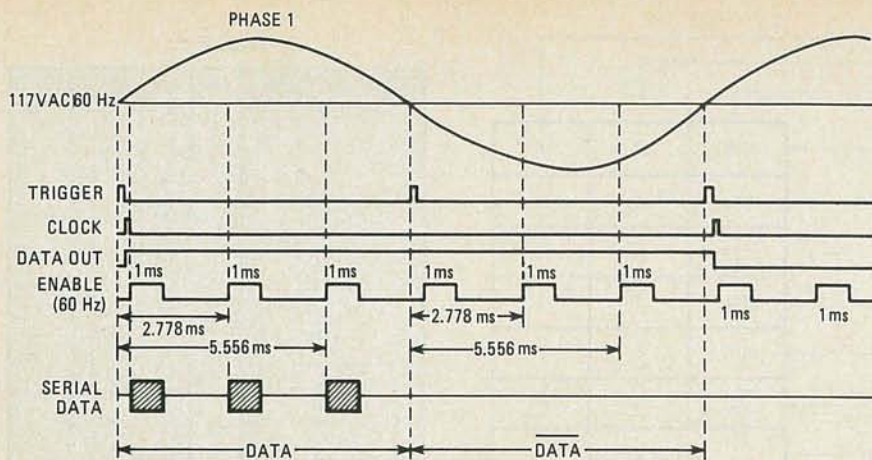 PHASE 1
117VAC60 Hz
TRIGGER
CLOCK
DATA OUT
1ms 1ms 1ms 1ms 1ms 1ms
ENABLE
(60 Hz)
1ms 1ms
2.778 ms 2.778 ms
5.556 ms 5.556 ms
SERIAL
DATA
DATA D̅A̅T̅A̅